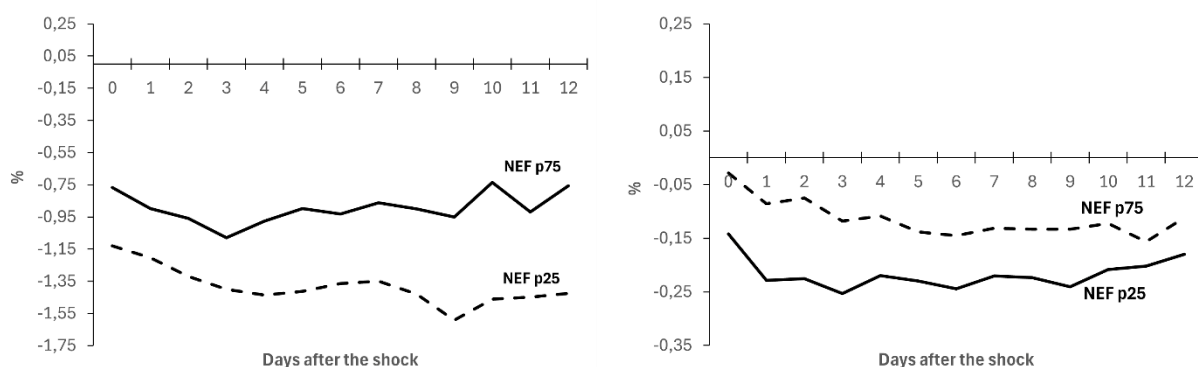 0,25
0,05
-0,15
-0,35
-0,55
-0,75
-0,95
-1,15
-1,35
-1,55
-1,75
%
0 1 2 3 4 5 6 7 8 9 10 11 12
NEF p75
NEF p25
Days after the shock
0,25
0,15
0,05
-0,05
-0,15
-0,25
-0,35
%
0 1 2 3 4 5 6 7 8 9 10 11 12
NEF p75
NEF p25
Days after the shock